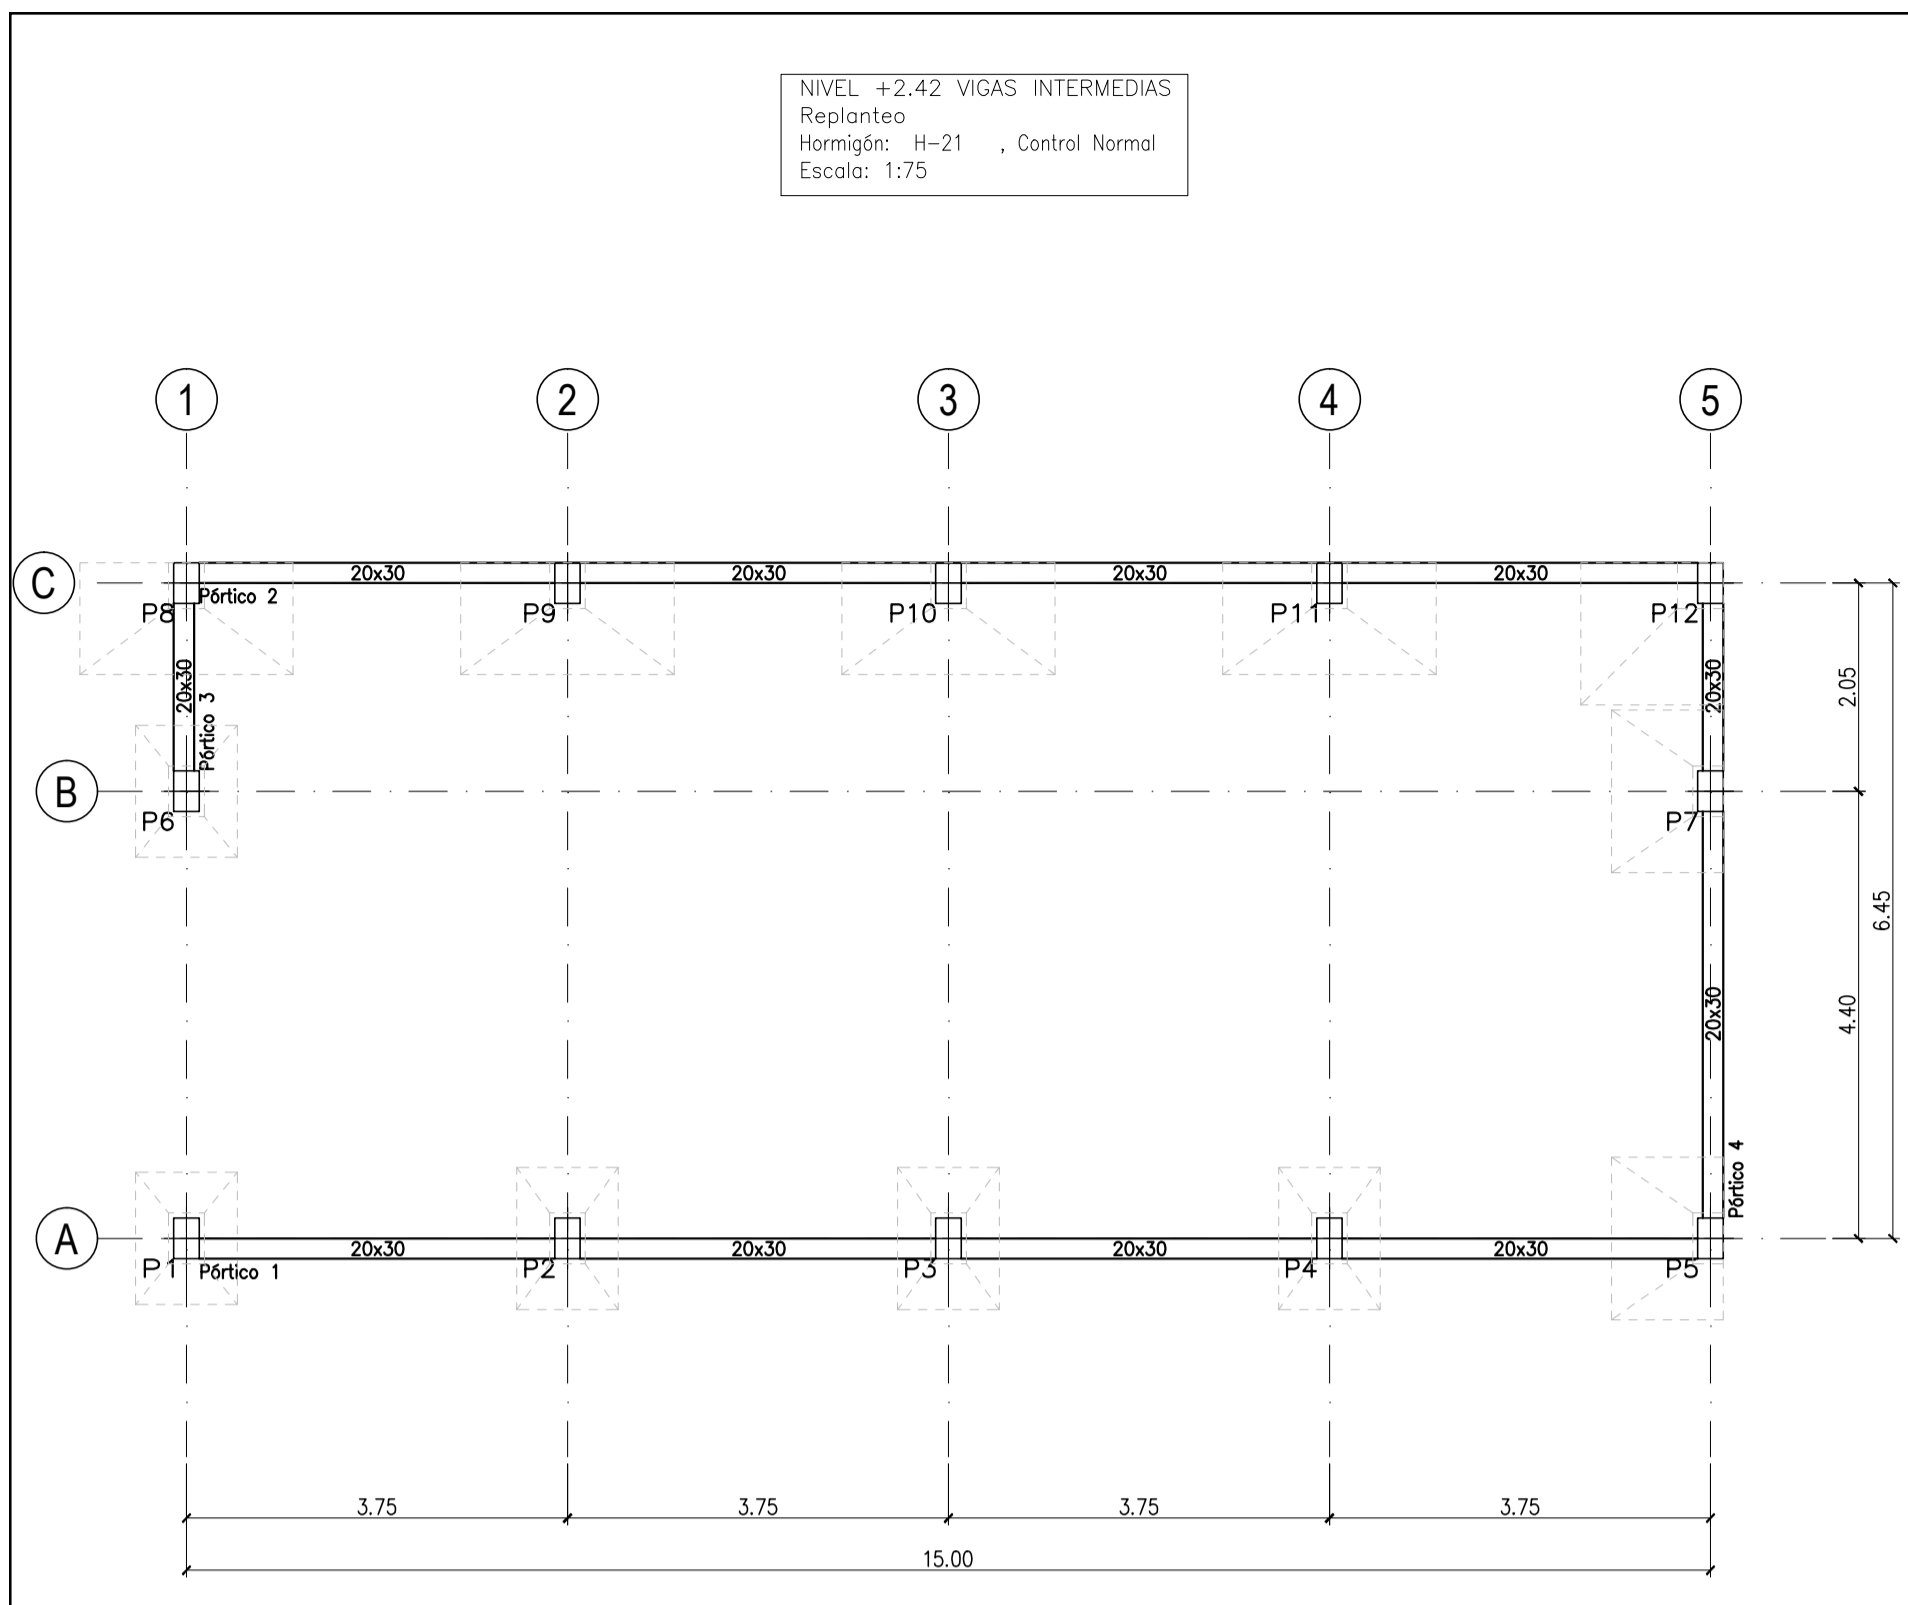 NIVEL +2.42 VIGAS INTERMEDIAS
Replanteo
Hormigón: H-21 , Control Normal
Escala: 1:75
1 2 3 4 5
C
20x30 20x30 20x30 20x30
Pórtico 2
P8 P9 P10 P11 P12
20x30
Pórtico 3
20x30
2.05
B
P6 P7
6.45
20x30
4.40
Pórtico 4
A
20x30 20x30 20x30 20x30
P1 Pórtico 1 P2 P3 P4 P5
3.75 3.75 3.75 3.75
15.00